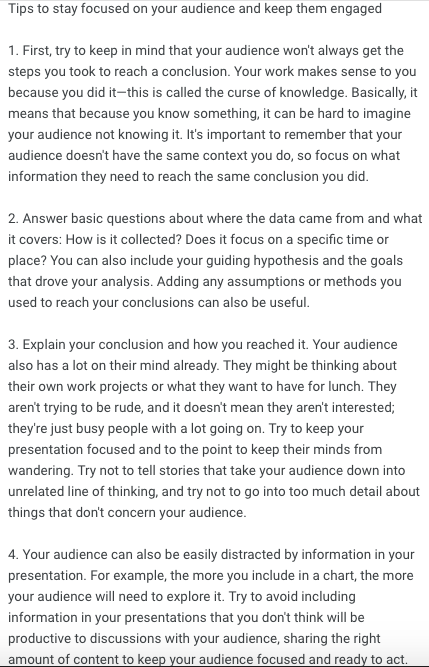 Tips to stay focused on your audience and keep them engaged
1. First, try to keep in mind that your audience won't always get the
steps you took to reach a conclusion. Your work makes sense to you
because you did it—this is called the curse of knowledge. Basically, it
means that because you know something, it can be hard to imagine
your audience not knowing it. It's important to remember that your
audience doesn't have the same context you do, so focus on what
information they need to reach the same conclusion you did.
2. Answer basic questions about where the data came from and what
it covers: How is it collected? Does it focus on a specific time or
place? You can also include your guiding hypothesis and the goals
that drove your analysis. Adding any assumptions or methods you
used to reach your conclusions can also be useful.
3. Explain your conclusion and how you reached it. Your audience
also has a lot on their mind already. They might be thinking about
their own work projects or what they want to have for lunch. They
aren't trying to be rude, and it doesn't mean they aren't interested;
they're just busy people with a lot going on. Try to keep your
presentation focused and to the point to keep their minds from
wandering. Try not to tell stories that take your audience down into
unrelated line of thinking, and try not to go into too much detail about
things that don't concern your audience.
4. Your audience can also be easily distracted by information in your
presentation. For example, the more you include in a chart, the more
your audience will need to explore it. Try to avoid including
information in your presentations that you don't think will be
productive to discussions with your audience, sharing the right
amount of content to keep your audience focused and ready to act.